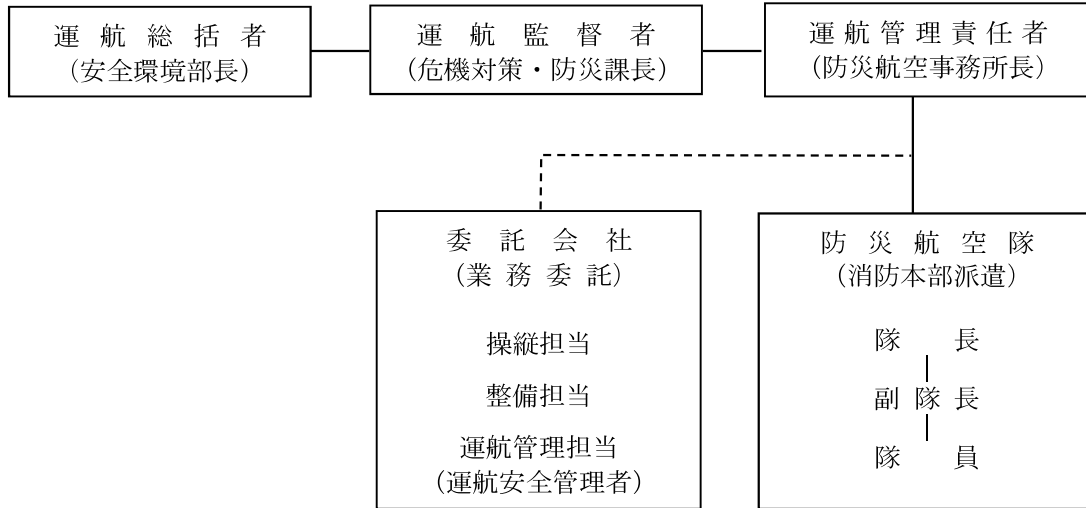 運航総括者
（安全環境部長）
運航監督者
（危機対策・防災課長）
運航管理責任者
（防災航空事務所長）
委託会社
（業務委託）
操縦担当
整備担当
運航管理担当
（運航安全管理者）
防災航空隊
（消防本部派遣）
隊長
副隊長
隊員